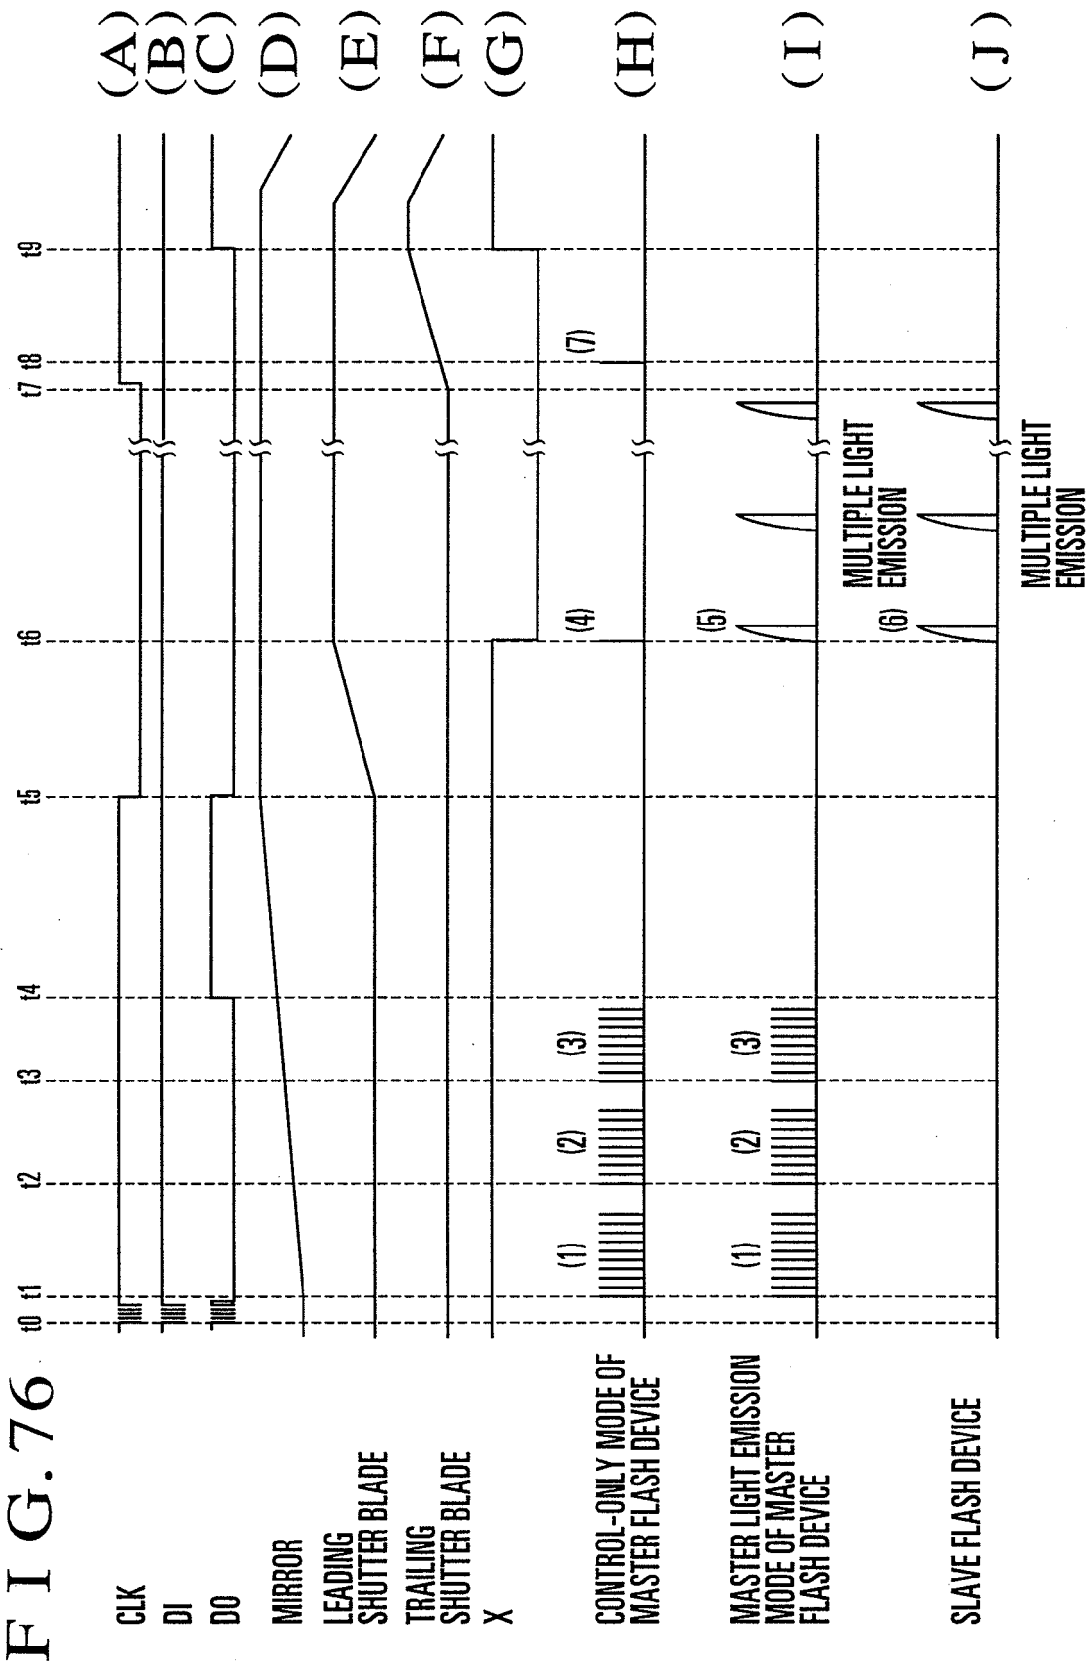 FIG. 76
t0 t1 t2 t3 t4 t5 t6 t7 t8 t9
CLK
(A)
DI
(B)
DO
(C)
MIRROR
(D)
LEADING
SHUTTER BLADE
(E)
TRAILING
SHUTTER BLADE
(F)
X
(G)
CONTROL-ONLY MODE OF
MASTER FLASH DEVICE
(1) (2) (3) (4) (7)
(H)
MASTER LIGHT EMISSION
MODE OF MASTER
FLASH DEVICE
(1) (2) (3) (5)
(I)
MULTIPLE LIGHT
EMISSION
SLAVE FLASH DEVICE
(6)
(J)
MULTIPLE LIGHT
EMISSION